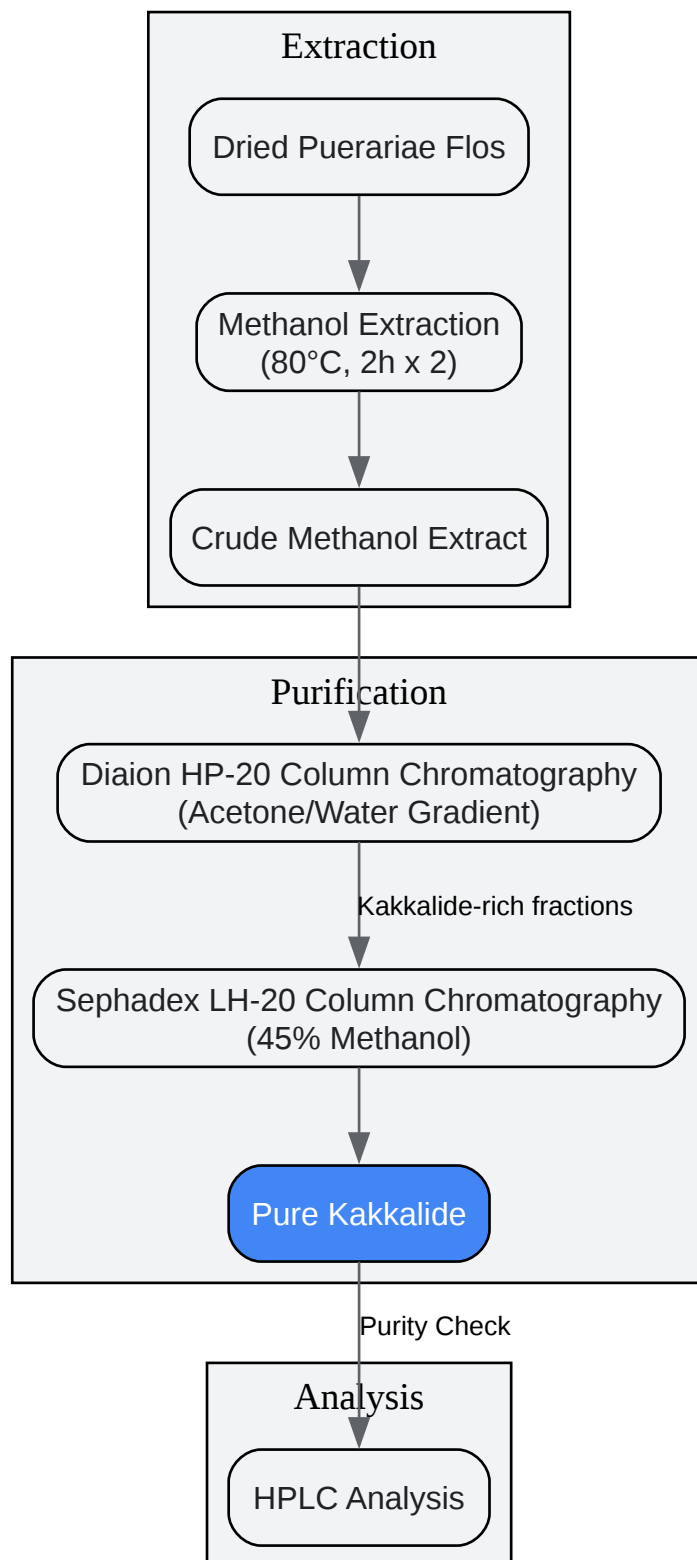 Extraction
Dried Puerariae Flos
Methanol Extraction
(80°C, 2h x 2)
Crude Methanol Extract
Purification
Diaion HP-20 Column Chromatography
(Acetone/Water Gradient)
Kakkalide-rich fractions
Sephadex LH-20 Column Chromatography
(45% Methanol)
Pure Kakkalide
Purity Check
Analysis
HPLC Analysis